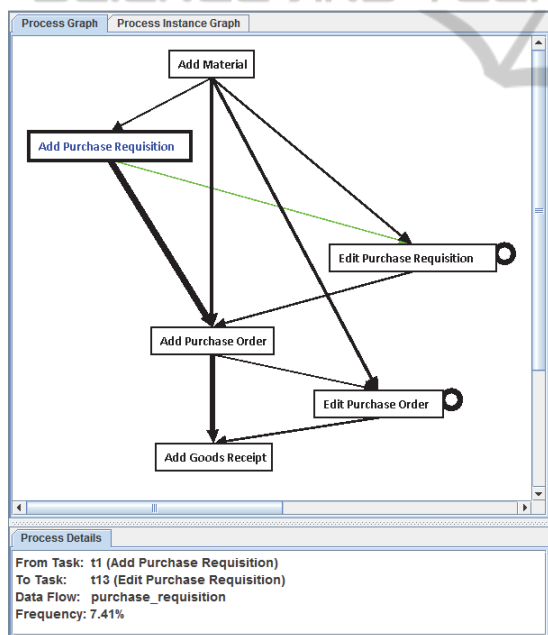 Process Graph
Process Instance Graph
Add Material
Add Purchase Requisition
Edit Purchase Requisition
Add Purchase Order
Edit Purchase Order
Add Goods Receipt
Process Details
From Task: t1 (Add Purchase Requisition)
To Task: t13 (Edit Purchase Requisition)
Data Flow: purchase_requisition
Frequency: 7.41%